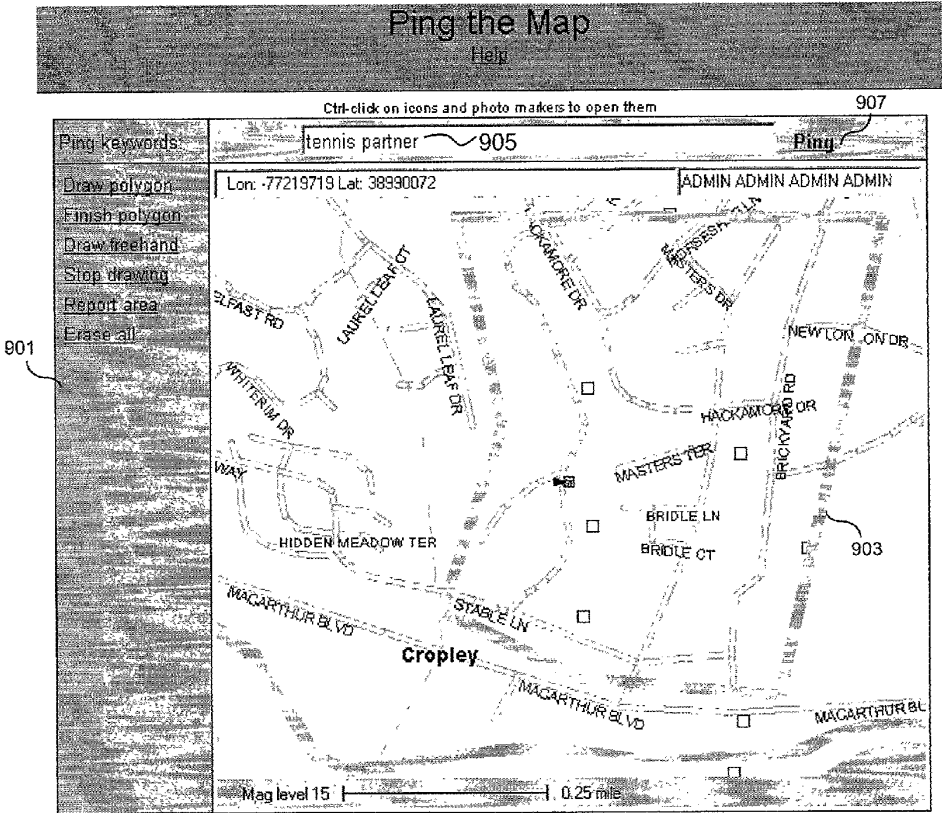 Ping the Map
Help
Ctrl-click on icons and photo markers to open them
907
Ping keywords:
tennis partner
905
Ping
Draw polygon
Lon: -77219719 Lat: 38990072
ADMIN ADMIN ADMIN ADMIN
Finish polygon
Draw freehand
Stop drawing
Report area
Erase all
901
LAUREL LEAF CT
LAUREL LEAF DR
ACKAMORE DR
MASTERS DR
ELFAST RD
NEW LON ON DR
WHITERIM DR
HACKAMORE DR
BRICKYARD RD
MASTERS TER
WAY
BRIDLE LN
HIDDEN MEADOW TER
BRIDLE CT
903
MACARTHUR BLVD
STABLE LN
Cropley
MACARTHUR BLVD
MACARTHUR BL
Mag level 15
0.25 mile